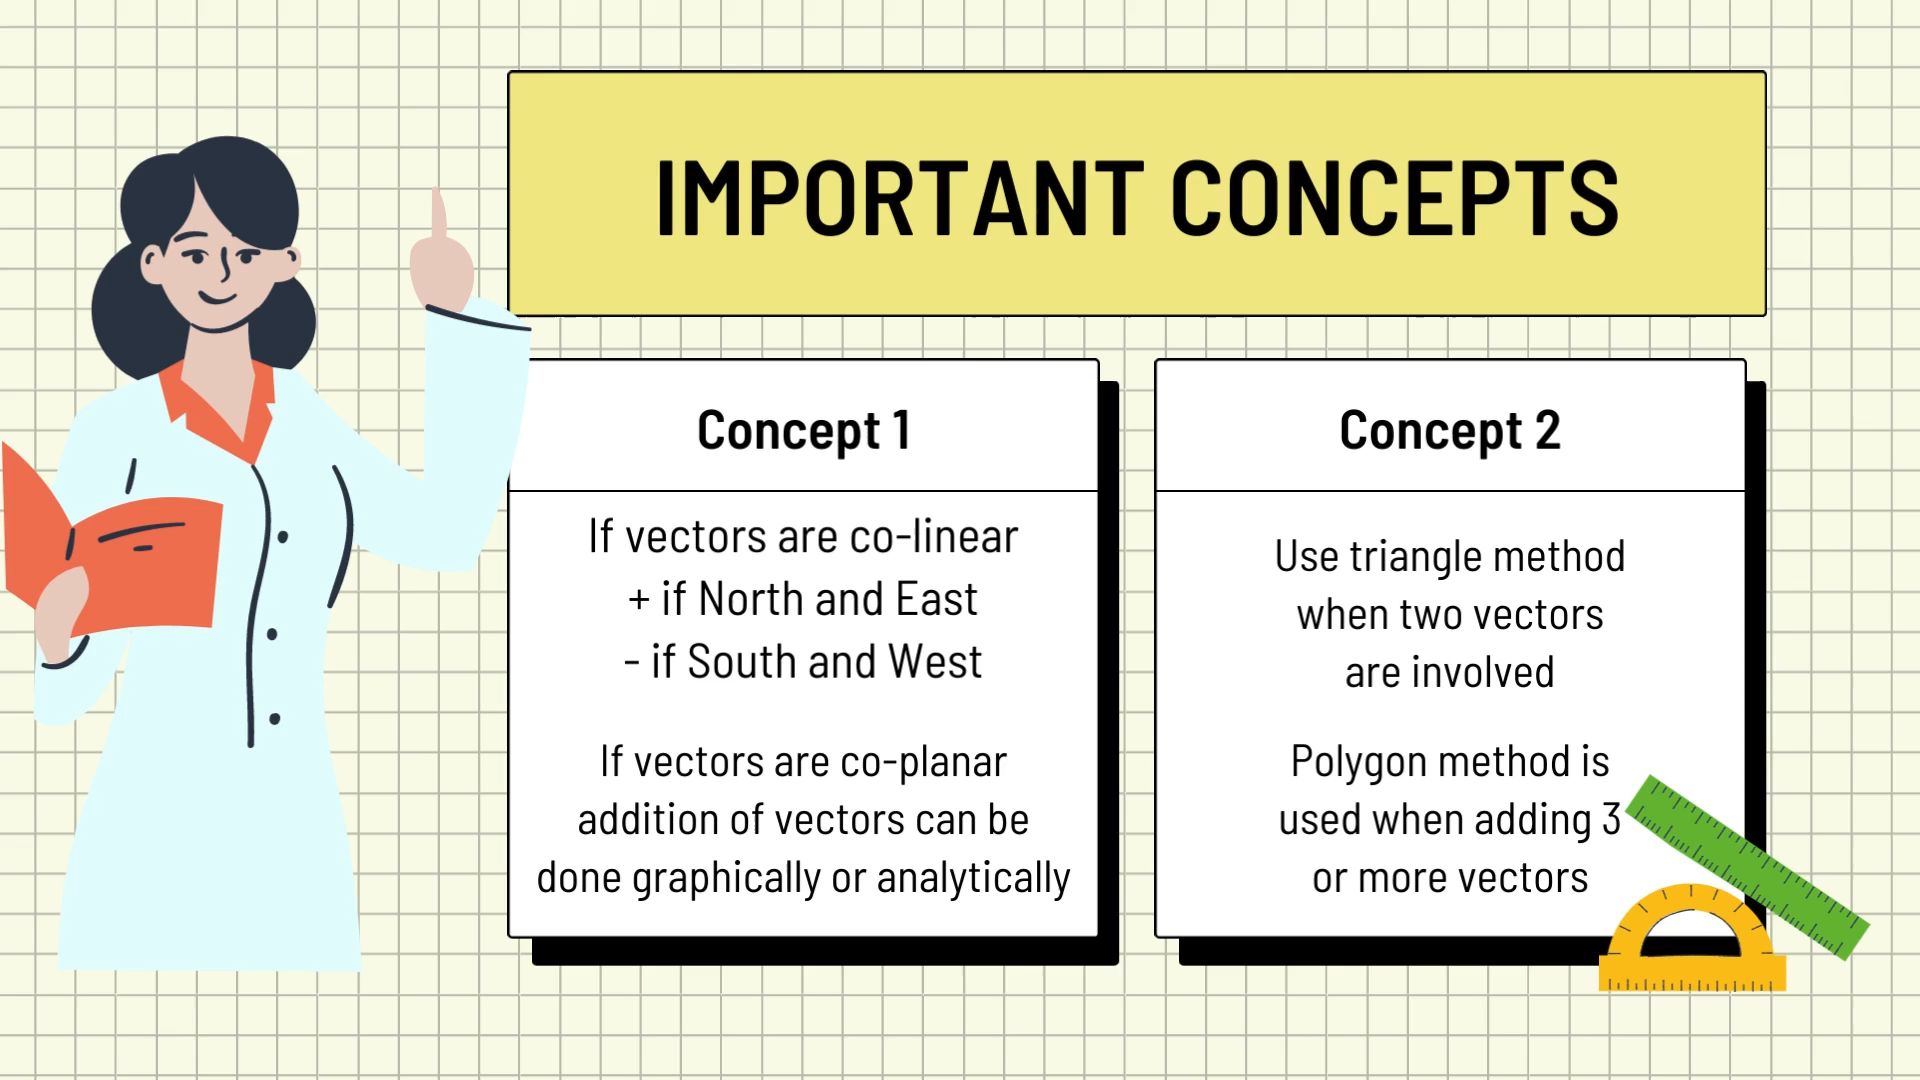 IMPORTANT CONCEPTS
Concept 1
If vectors are co-linear
+ if North and East
- if South and West
If vectors are co-planar
addition of vectors can be
done graphically or analytically
Concept 2
Use triangle method
when two vectors
are involved
Polygon method is
used when adding 3
or more vectors